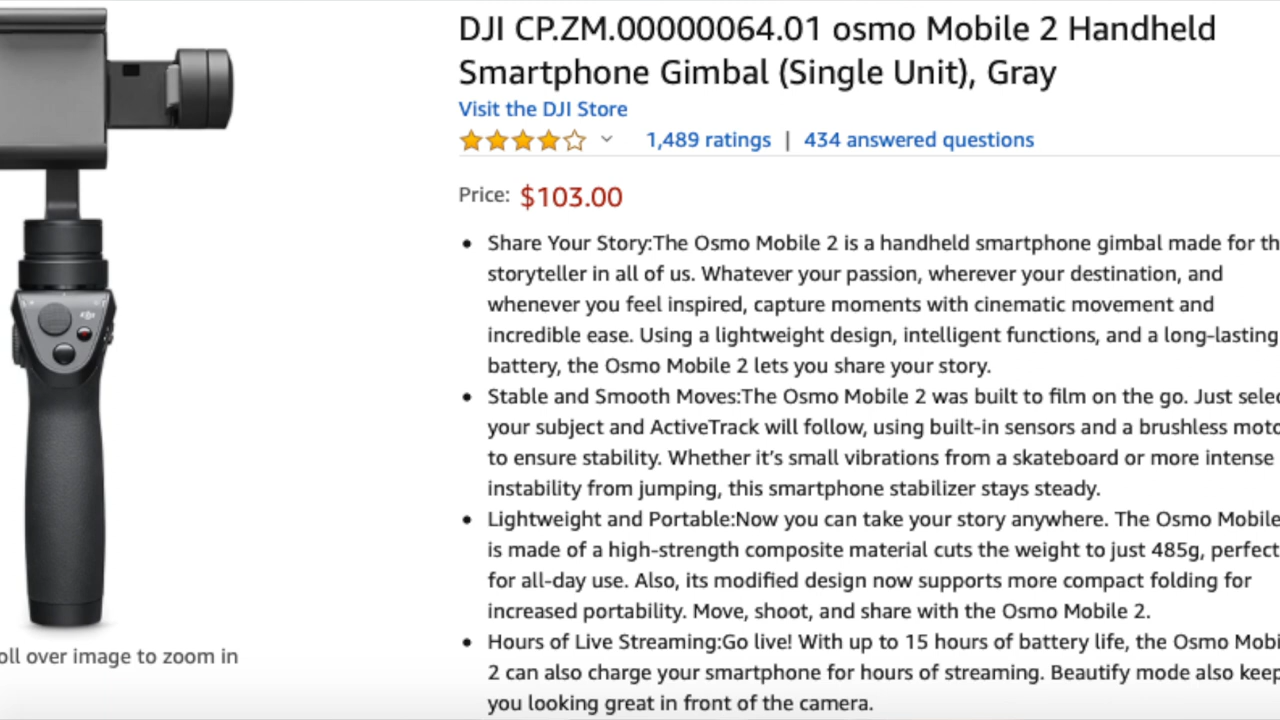 DJI CP.ZM.00000064.01 osmo Mobile 2 Handheld
Smartphone Gimbal (Single Unit), Gray
Visit the DJI Store
1,489 ratings | 434 answered questions
Price: $103.00
• Share Your Story:The Osmo Mobile 2 is a handheld smartphone gimbal made for th
storyteller in all of us. Whatever your passion, wherever your destination, and
whenever you feel inspired, capture moments with cinematic movement and
incredible ease. Using a lightweight design, intelligent functions, and a long-lasting
battery, the Osmo Mobile 2 lets you share your story.
• Stable and Smooth Moves:The Osmo Mobile 2 was built to film on the go. Just selec
your subject and ActiveTrack will follow, using built-in sensors and a brushless moto
to ensure stability. Whether it’s small vibrations from a skateboard or more intense
instability from jumping, this smartphone stabilizer stays steady.
• Lightweight and Portable:Now you can take your story anywhere. The Osmo Mobile
is made of a high-strength composite material cuts the weight to just 485g, perfect
for all-day use. Also, its modified design now supports more compact folding for
increased portability. Move, shoot, and share with the Osmo Mobile 2.
• Hours of Live Streaming:Go live! With up to 15 hours of battery life, the Osmo Mobi
2 can also charge your smartphone for hours of streaming. Beautify mode also keep
you looking great in front of the camera.
dji
oll over image to zoom in